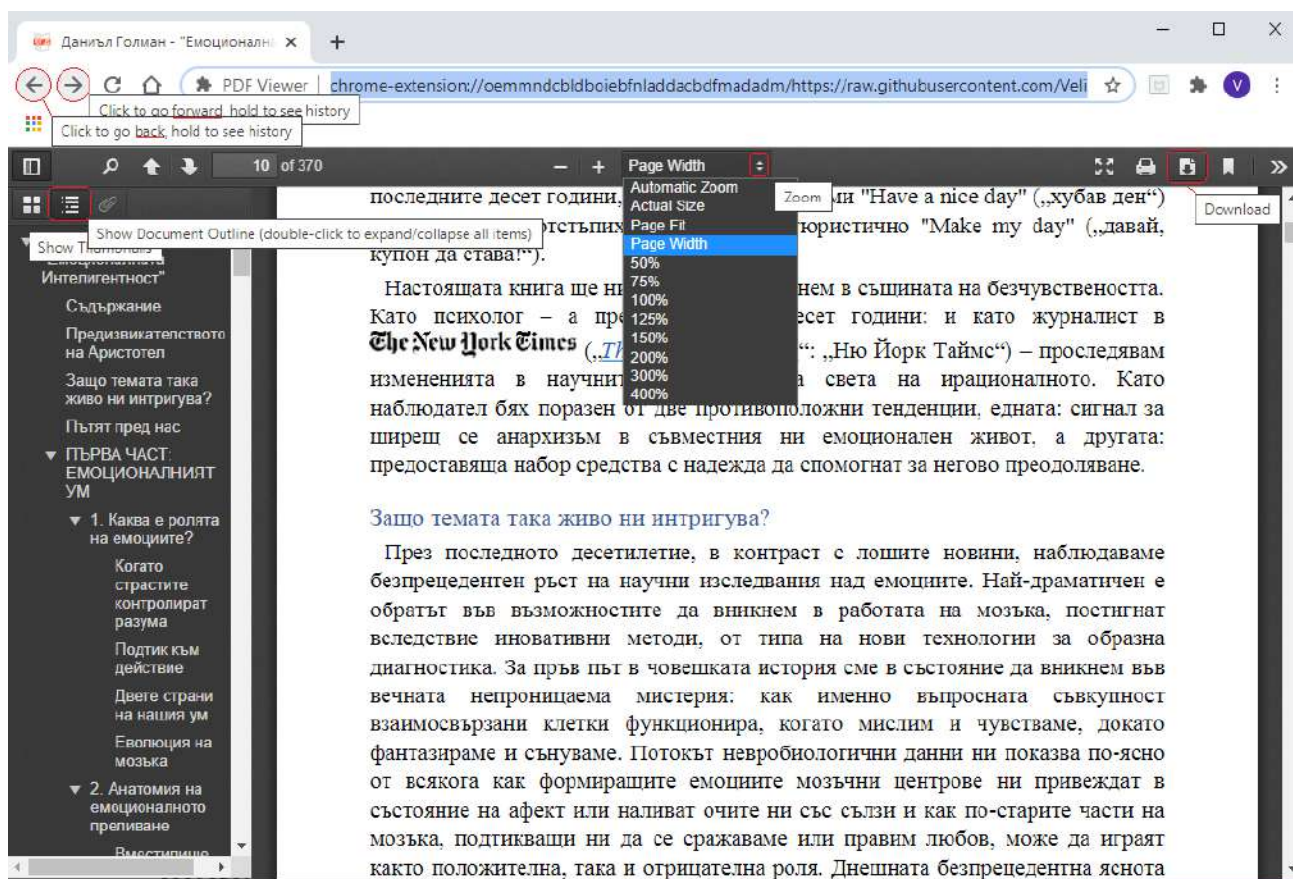 Даниъл Голман - "Емоционалн
PDF Viewer | chrome-extension://oemmndcbldboiebfnladdacbdfmadadm/https://raw.githubusercontent.com/Veli
V
Click to go forward, hold to see history
Click to go back, hold to see history
10 of 370
Page Width
Automatic Zoom
Actual Size
Page Fit
Page Width
50%
75%
100%
125%
150%
200%
300%
400%
Zoom
Download
Show Document Outline (double-click to expand/collapse all items)
Show
Интелигентност"
Съдържание
Предизвикателството
на Аристотел
Защо темата така
живо ни интригува?
Пътят пред нас
ПЪРВА ЧАСТ:
ЕМОЦИОНАЛНИЯТ
УМ
1. Каква е ролята
на емоциите?
Когато
страстите
контролират
разума
Подтик към
действие
Двете страни
на нашия ум
Еволюция на
мозъка
2. Анатомия на
емоционалното
преливане
последните десет години, ми "Have a nice day" („хубав ден“)
"Make my day" („давай,
купон да става!“).
Настоящата книга ще нем в същината на безчувствеността.
Като психолог – а есет години: и като журналист в
The New York Times („ “: „Ню Йорк Таймс“) – проследявам
измененията в а света на ирационалното. Като
наблюдател бях поразен от две противоположни тенденции, едната: сигнал за
ширещ се анархизъм в съвместния ни емоционален живот, а другата:
предоставяща набор средства с надежда да спомогнат за негово преодоляване.
Защо темата така живо ни интригува?
През последното десетилетие, в контраст с лошите новини, наблюдаваме
безпрецедентен ръст на научни изследвания над емоциите. Най-драматичен е
обратът във възможностите да вникнем в работата на мозъка, постигнат
вследствие иновативни методи, от типа на нови технологии за образна
диагностика. За пръв път в човешката история сме в състояние да вникнем във
вечната непроницаема мистерия: как именно въпросната съвкупност
взаимосвързани клетки функционира, когато мислим и чувстваме, докато
фантазираме и сънуваме. Потокът невробиологични данни ни показва по-ясно
от всякога как формиращите емоциите мозъчни центрове ни привеждат в
състояние на афект или наливат очите ни със сълзи и как по-старите части на
мозъка, подтикващи ни да се сражаваме или правим любов, може да играят
както положителна, така и отрицателна роля. Днешната безпрецедентна яснота